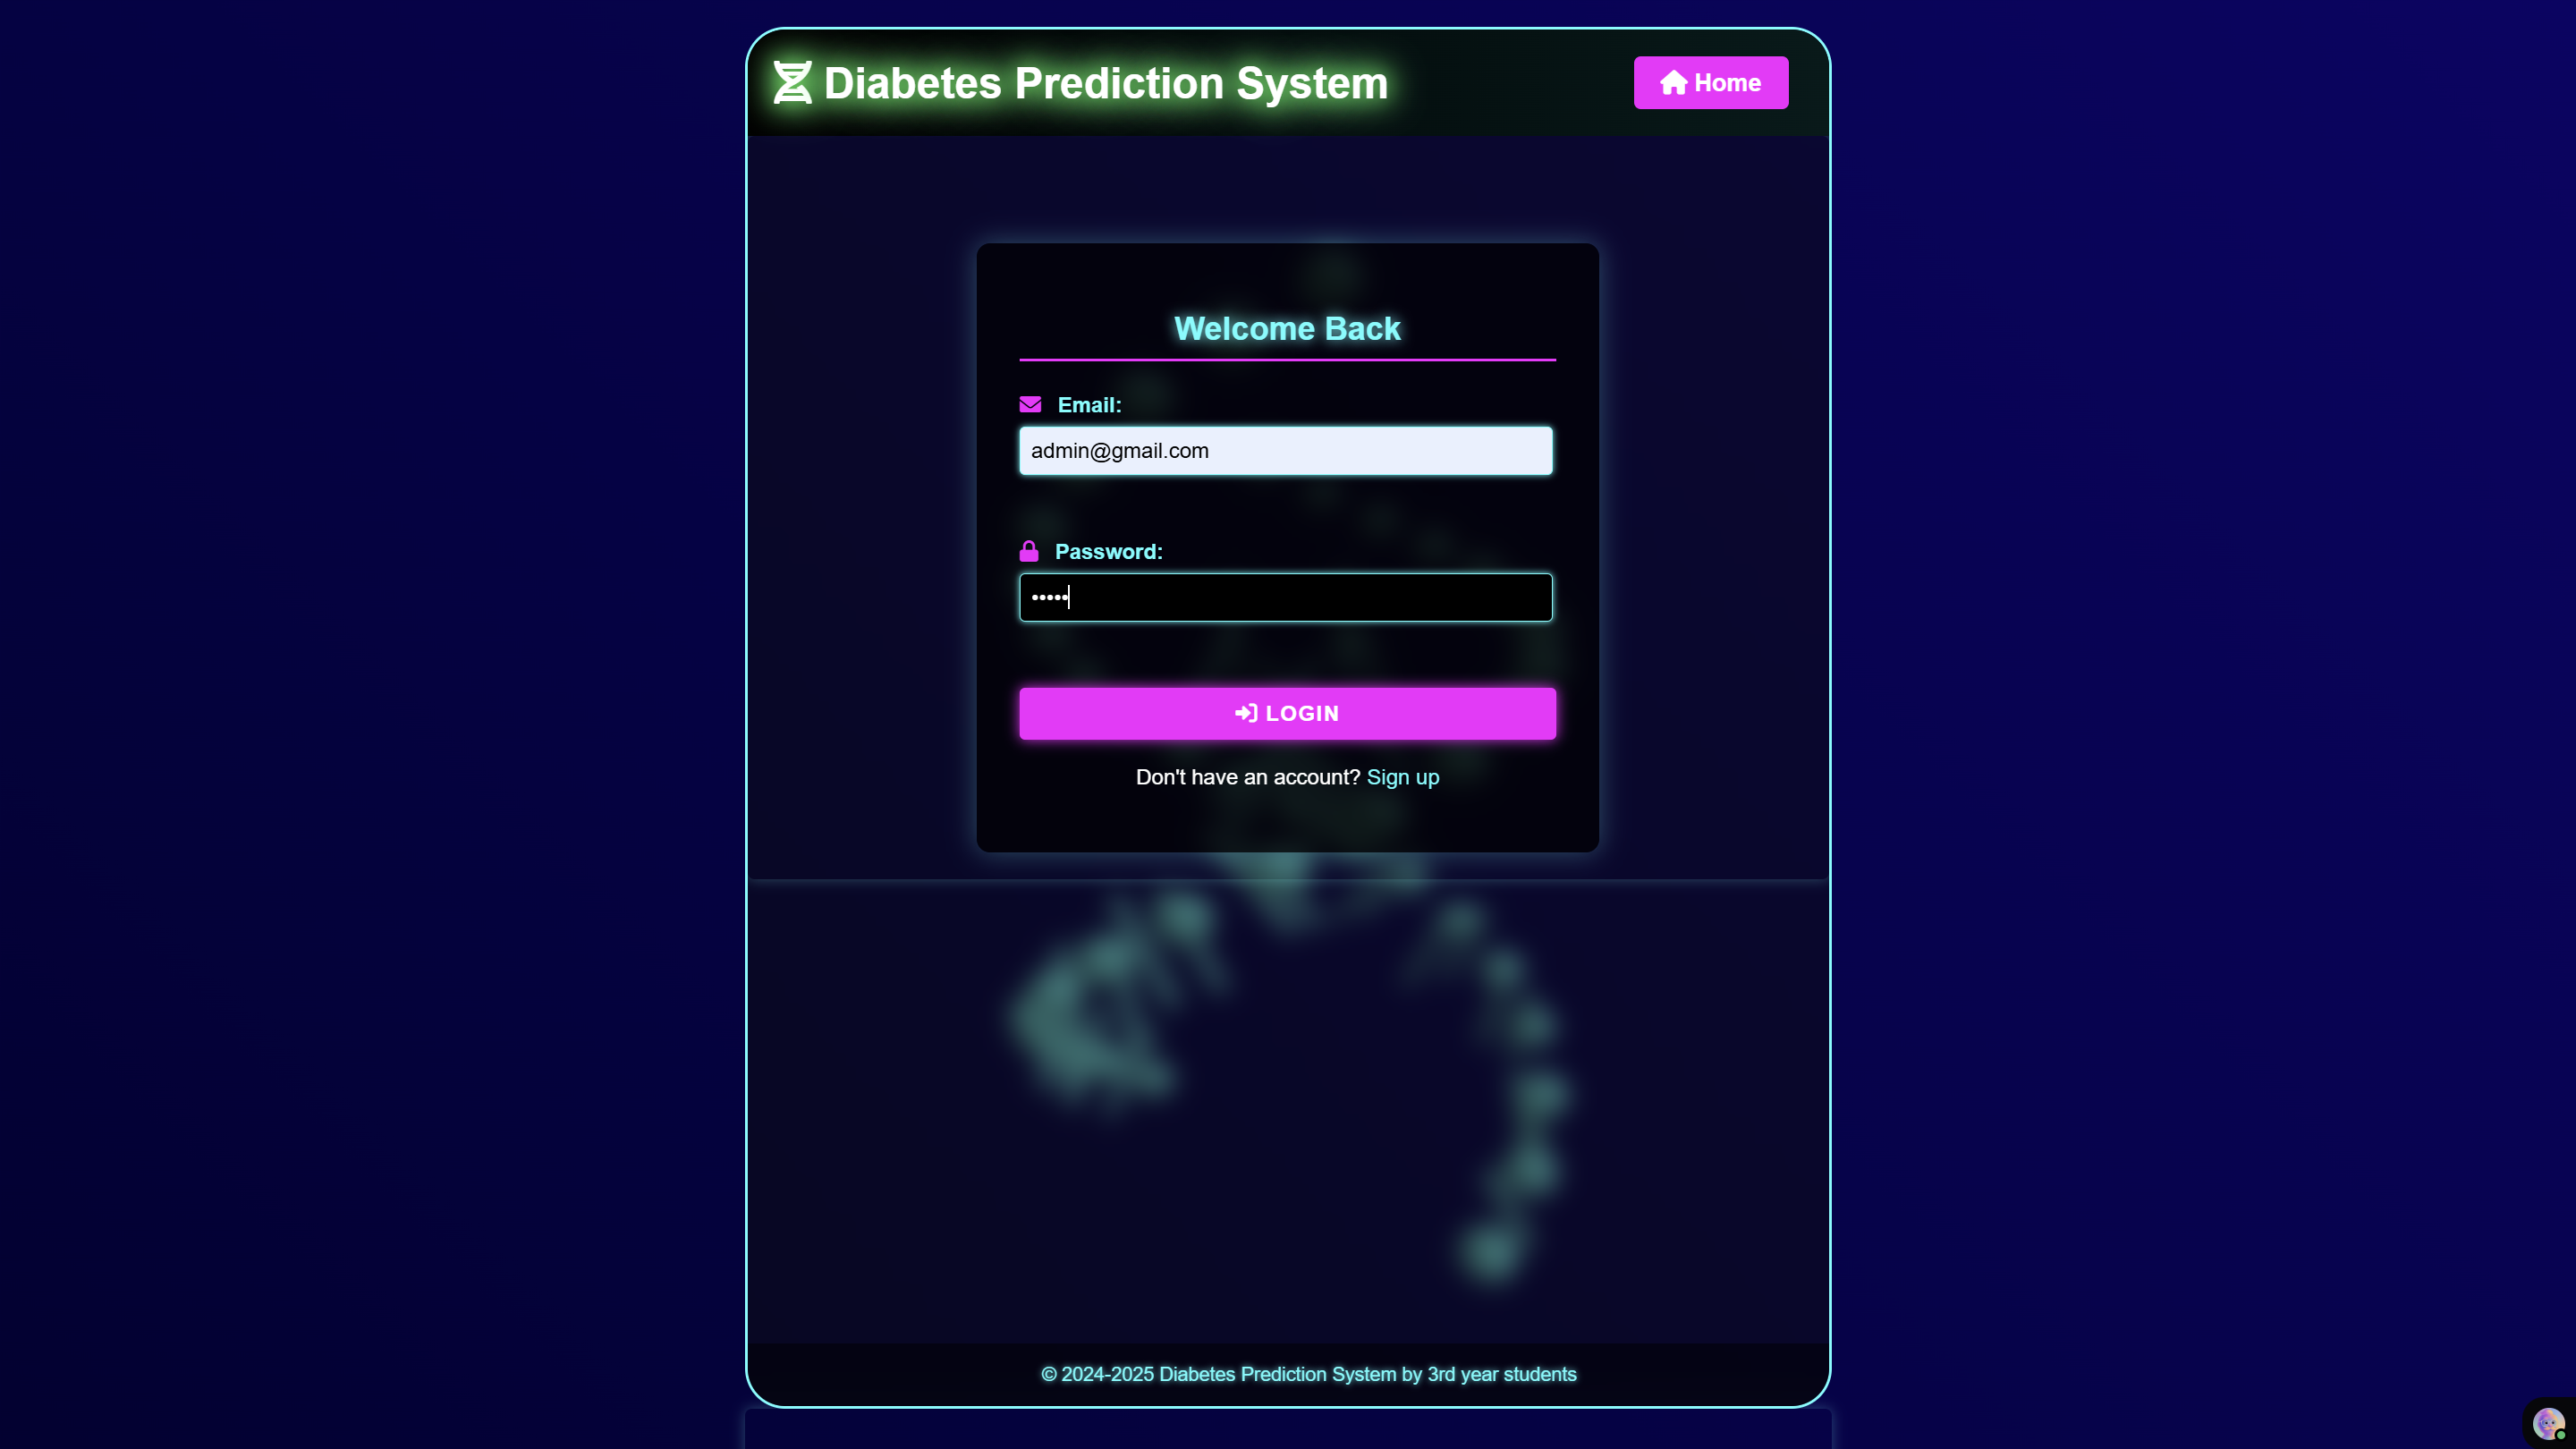 Diabetes Prediction System
Home
Welcome Back
Email:
admin@gmail.com
Password:
•••••
LOGIN
Don't have an account? Sign up
© 2024-2025 Diabetes Prediction System by 3rd year students